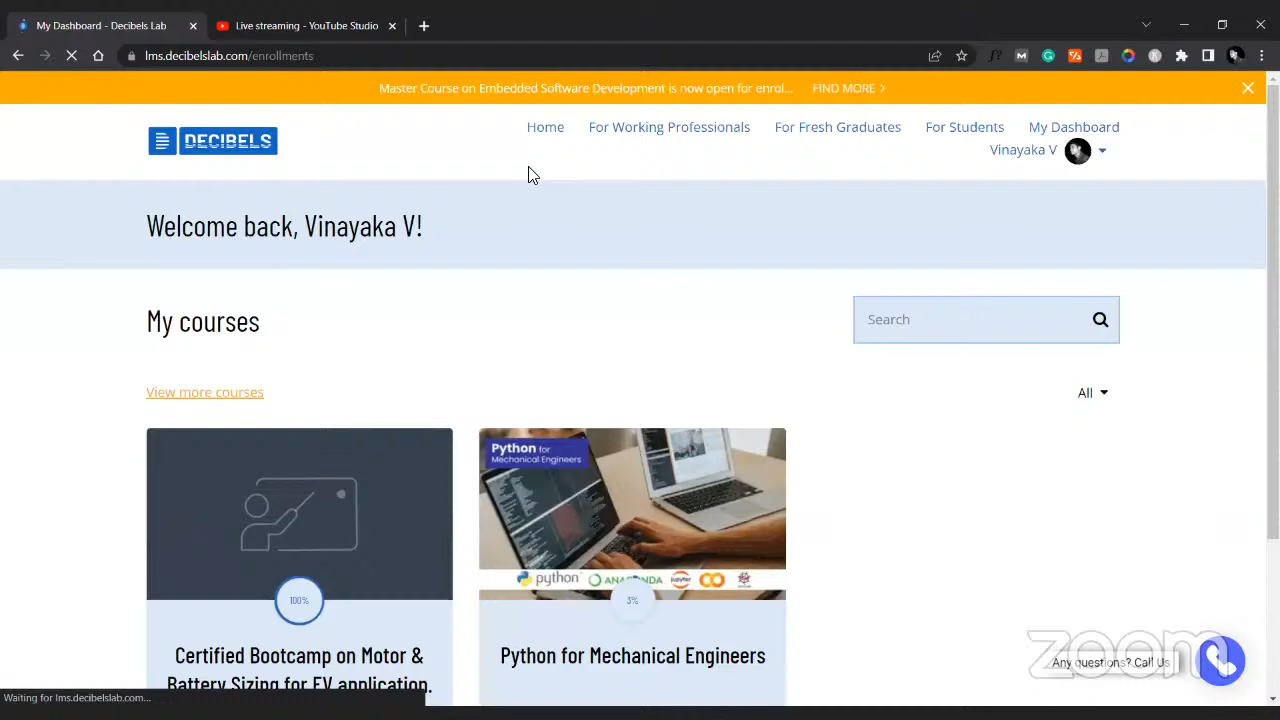 My Dashboard - Decibels Lab
Live streaming - YouTube Studio
lms.decibelslab.com/enrollments
Master Course on Embedded Software Development is now open for enrol...
FIND MORE
DECIBELS
Home
For Working Professionals
For Fresh Graduates
For Students
My Dashboard
Vinayaka V
Welcome back, Vinayaka V!
My courses
Search
View more courses
All
Python for
Mechanical Engineers
python
ANACONDA
jupyter
100%
3%
Certified Bootcamp on Motor &
Battery Sizing for EV application.
Python for Mechanical Engineers
zoom
Any questions? Call Us
Waiting for lms.decibelslab.com...